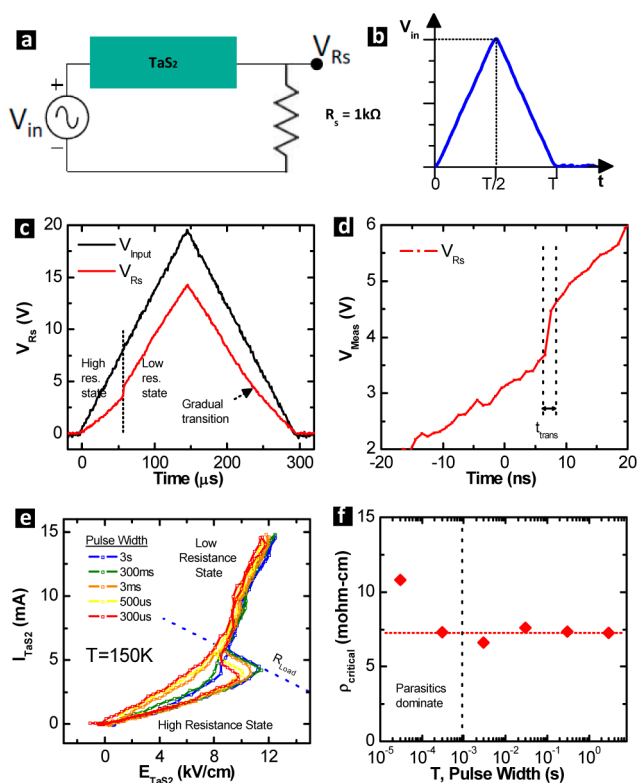 a
TaS₂
V_Rs
+
V_in
−
b
V_in
R_s = 1kΩ
0
T/2
T
t
c
20
15
10
5
0
V_Rs (V)
V_Input
V_Rs
High
res.
state
Low
res. state
Gradual
transition
0
100
200
300
Time (μs)
d
6
5
4
3
2
V_Meas (V)
V_Rs
t_trans
-20
-10
0
10
20
Time (ns)
e
15
10
5
0
I_TaS2 (mA)
Pulse Width
3s
300ms
3ms
500us
300us
Low
Resistance
State
T=150K
R_Load
High Resistance State
0
4
8
12
E_TaS2 (kV/cm)
f
15
10
5
0
ρ_critical (mohm-cm)
Parasitics
dominate
10⁻⁵
10⁻⁴
10⁻³
10⁻²
10⁻¹
10⁰
T, Pulse Width (s)